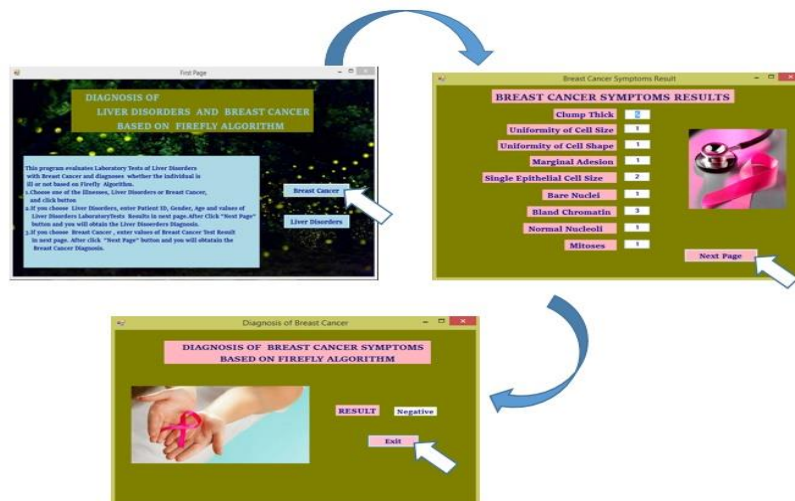 First Page
DIAGNOSIS OF
LIVER DISORDERS AND BREAST CANCER
BASED ON FIREFLY ALGORITHM
This program evaluates Laboratory Tests of Liver Disorders
with Breast Cancer and diagnoses whether the individual is
ill or not based on Firefly Algorithm.
1.Choose one of the Illnesses, Liver Disorders or Breast Cancer,
and click button
2.If you choose Liver Disorders, enter Patient ID, Gender, Age and values of
Liver Disorders LaboratoryTests Results in next page.After Click "Next Page"
button and you will obtain the Liver Disorsers Diagnosis.
3.If you choose Breast Cancer , enter values of Breast Cancer Test Result
in next page. After click "Next Page" button and you will obtain the
Breast Cancer Diagnosis.
Breast Cancer
Liver Disorders
Breast Cancer Symptoms Result
BREAST CANCER SYMPTOMS RESULTS
Clump Thick
Uniformity of Cell Size 1
Uniformity of Cell Shape 1
Marginal Adesion 1
Single Epithelial Cell Size 2
Bare Nuclei 1
Bland Chromatin 3
Normal Nucleoli 1
Mitoses 1
Next Page
Diagnosis of Breast Cancer
DIAGNOSIS OF BREAST CANCER SYMPTOMS
BASED ON FIREFLY ALGORITHM
RESULT Negative
Exit